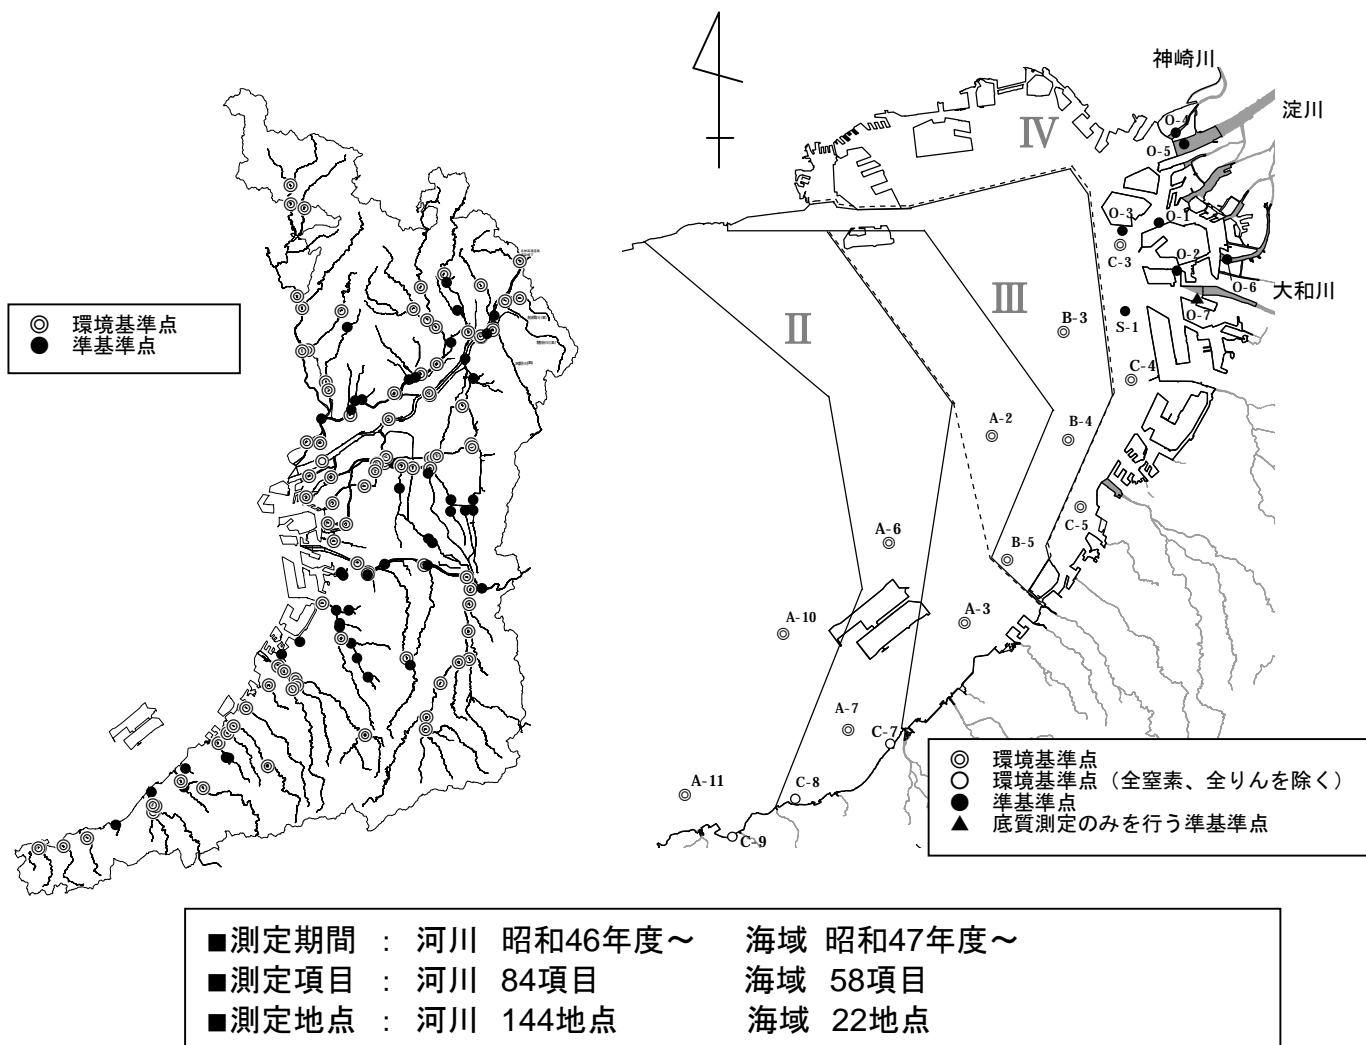 環境基準点
準基準点
神崎川
淀川
大和川
Ⅳ
Ⅲ
Ⅱ
O-4
O-5
O-3
O-1
C-3
O-2
O-6
O-7
S-1
B-3
C-4
A-2
B-4
C-5
A-6
B-5
A-3
A-10
A-7
C-7
C-8
A-11
C-9
環境基準点
環境基準点（全窒素、全りんを除く）
準基準点
底質測定のみを行う準基準点
■測定期間 ： 河川 昭和46年度～ 海域 昭和47年度～
■測定項目 ： 河川 84項目 海域 58項目
■測定地点 ： 河川 144地点 海域 22地点